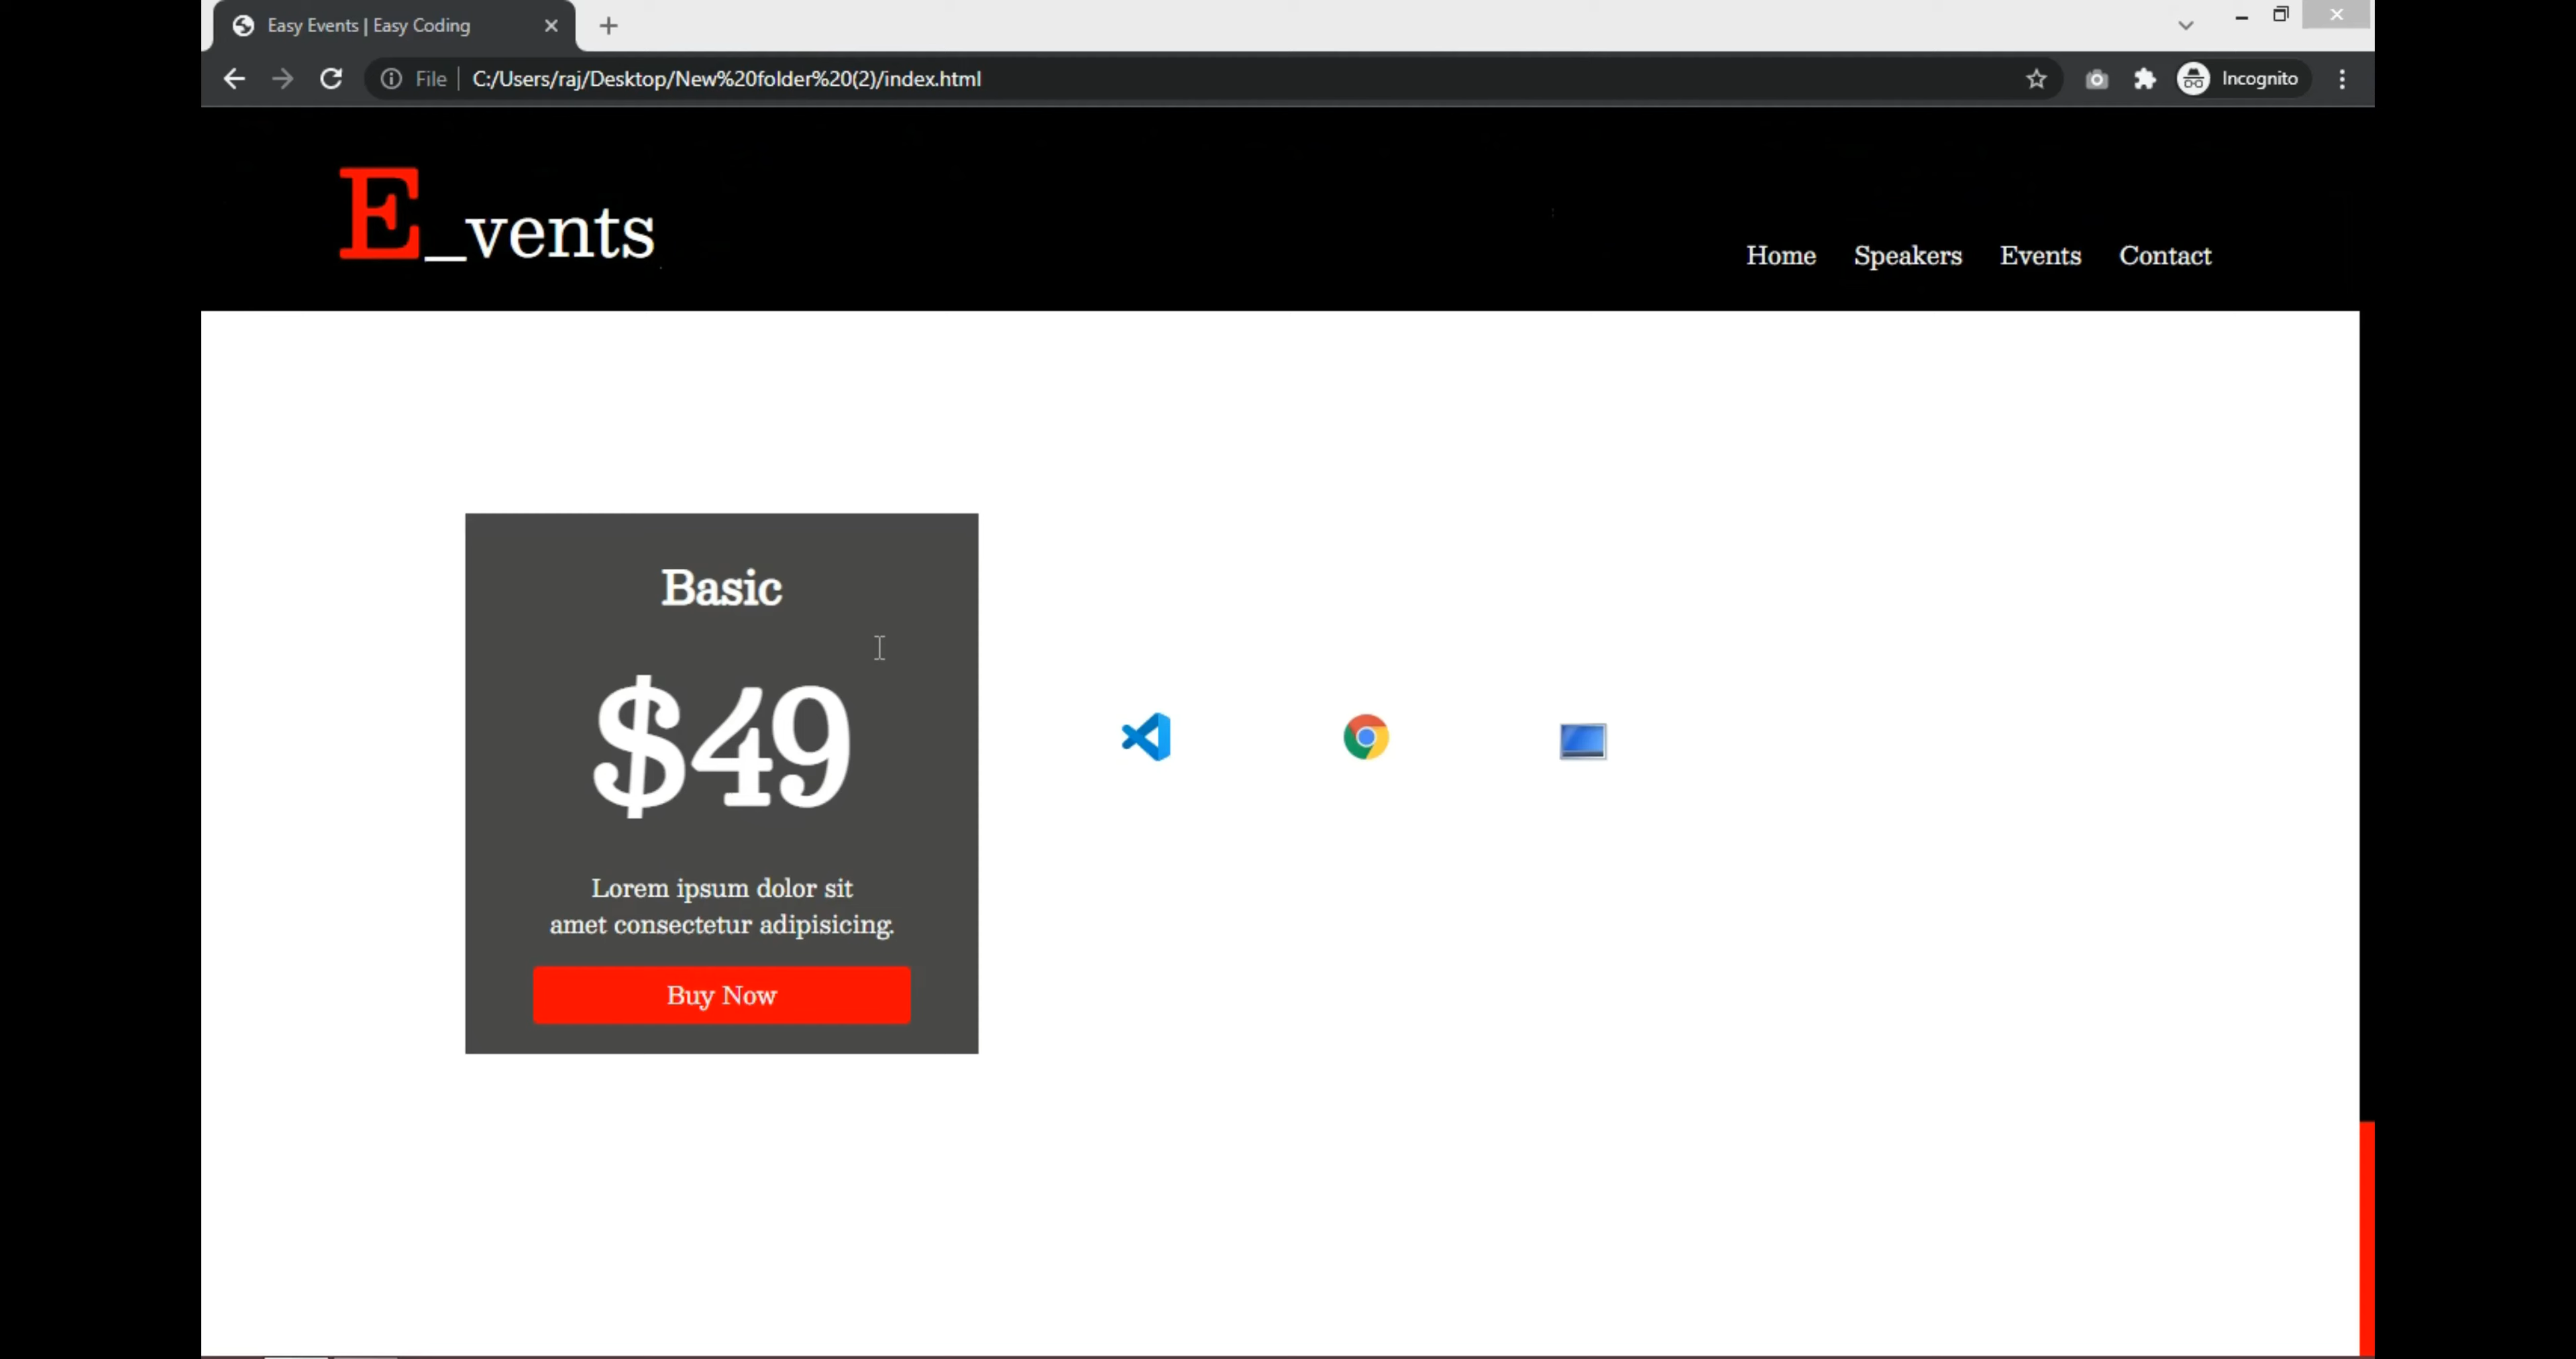 Easy Events | Easy Coding
File C:/Users/raj/Desktop/New%20folder%20(2)/index.html
Incognito
E_vents
Home Speakers Events Contact
Basic
$49
Lorem ipsum dolor sit
amet consectetur adipisicing.
Buy Now